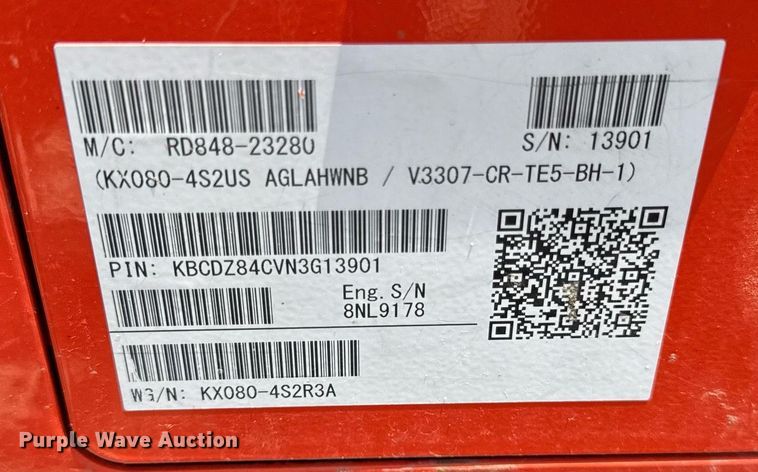 M/C: RD848-23280
S/N: 13901
(KX080-4S2US AGLAHWNB / V3307-CR-TE5-BH-1)
PIN: KBCDZ84CVN3G13901
Eng.S/N
8NL9178
WG/N: KX080-4S2R3A
Purple Wave Auction